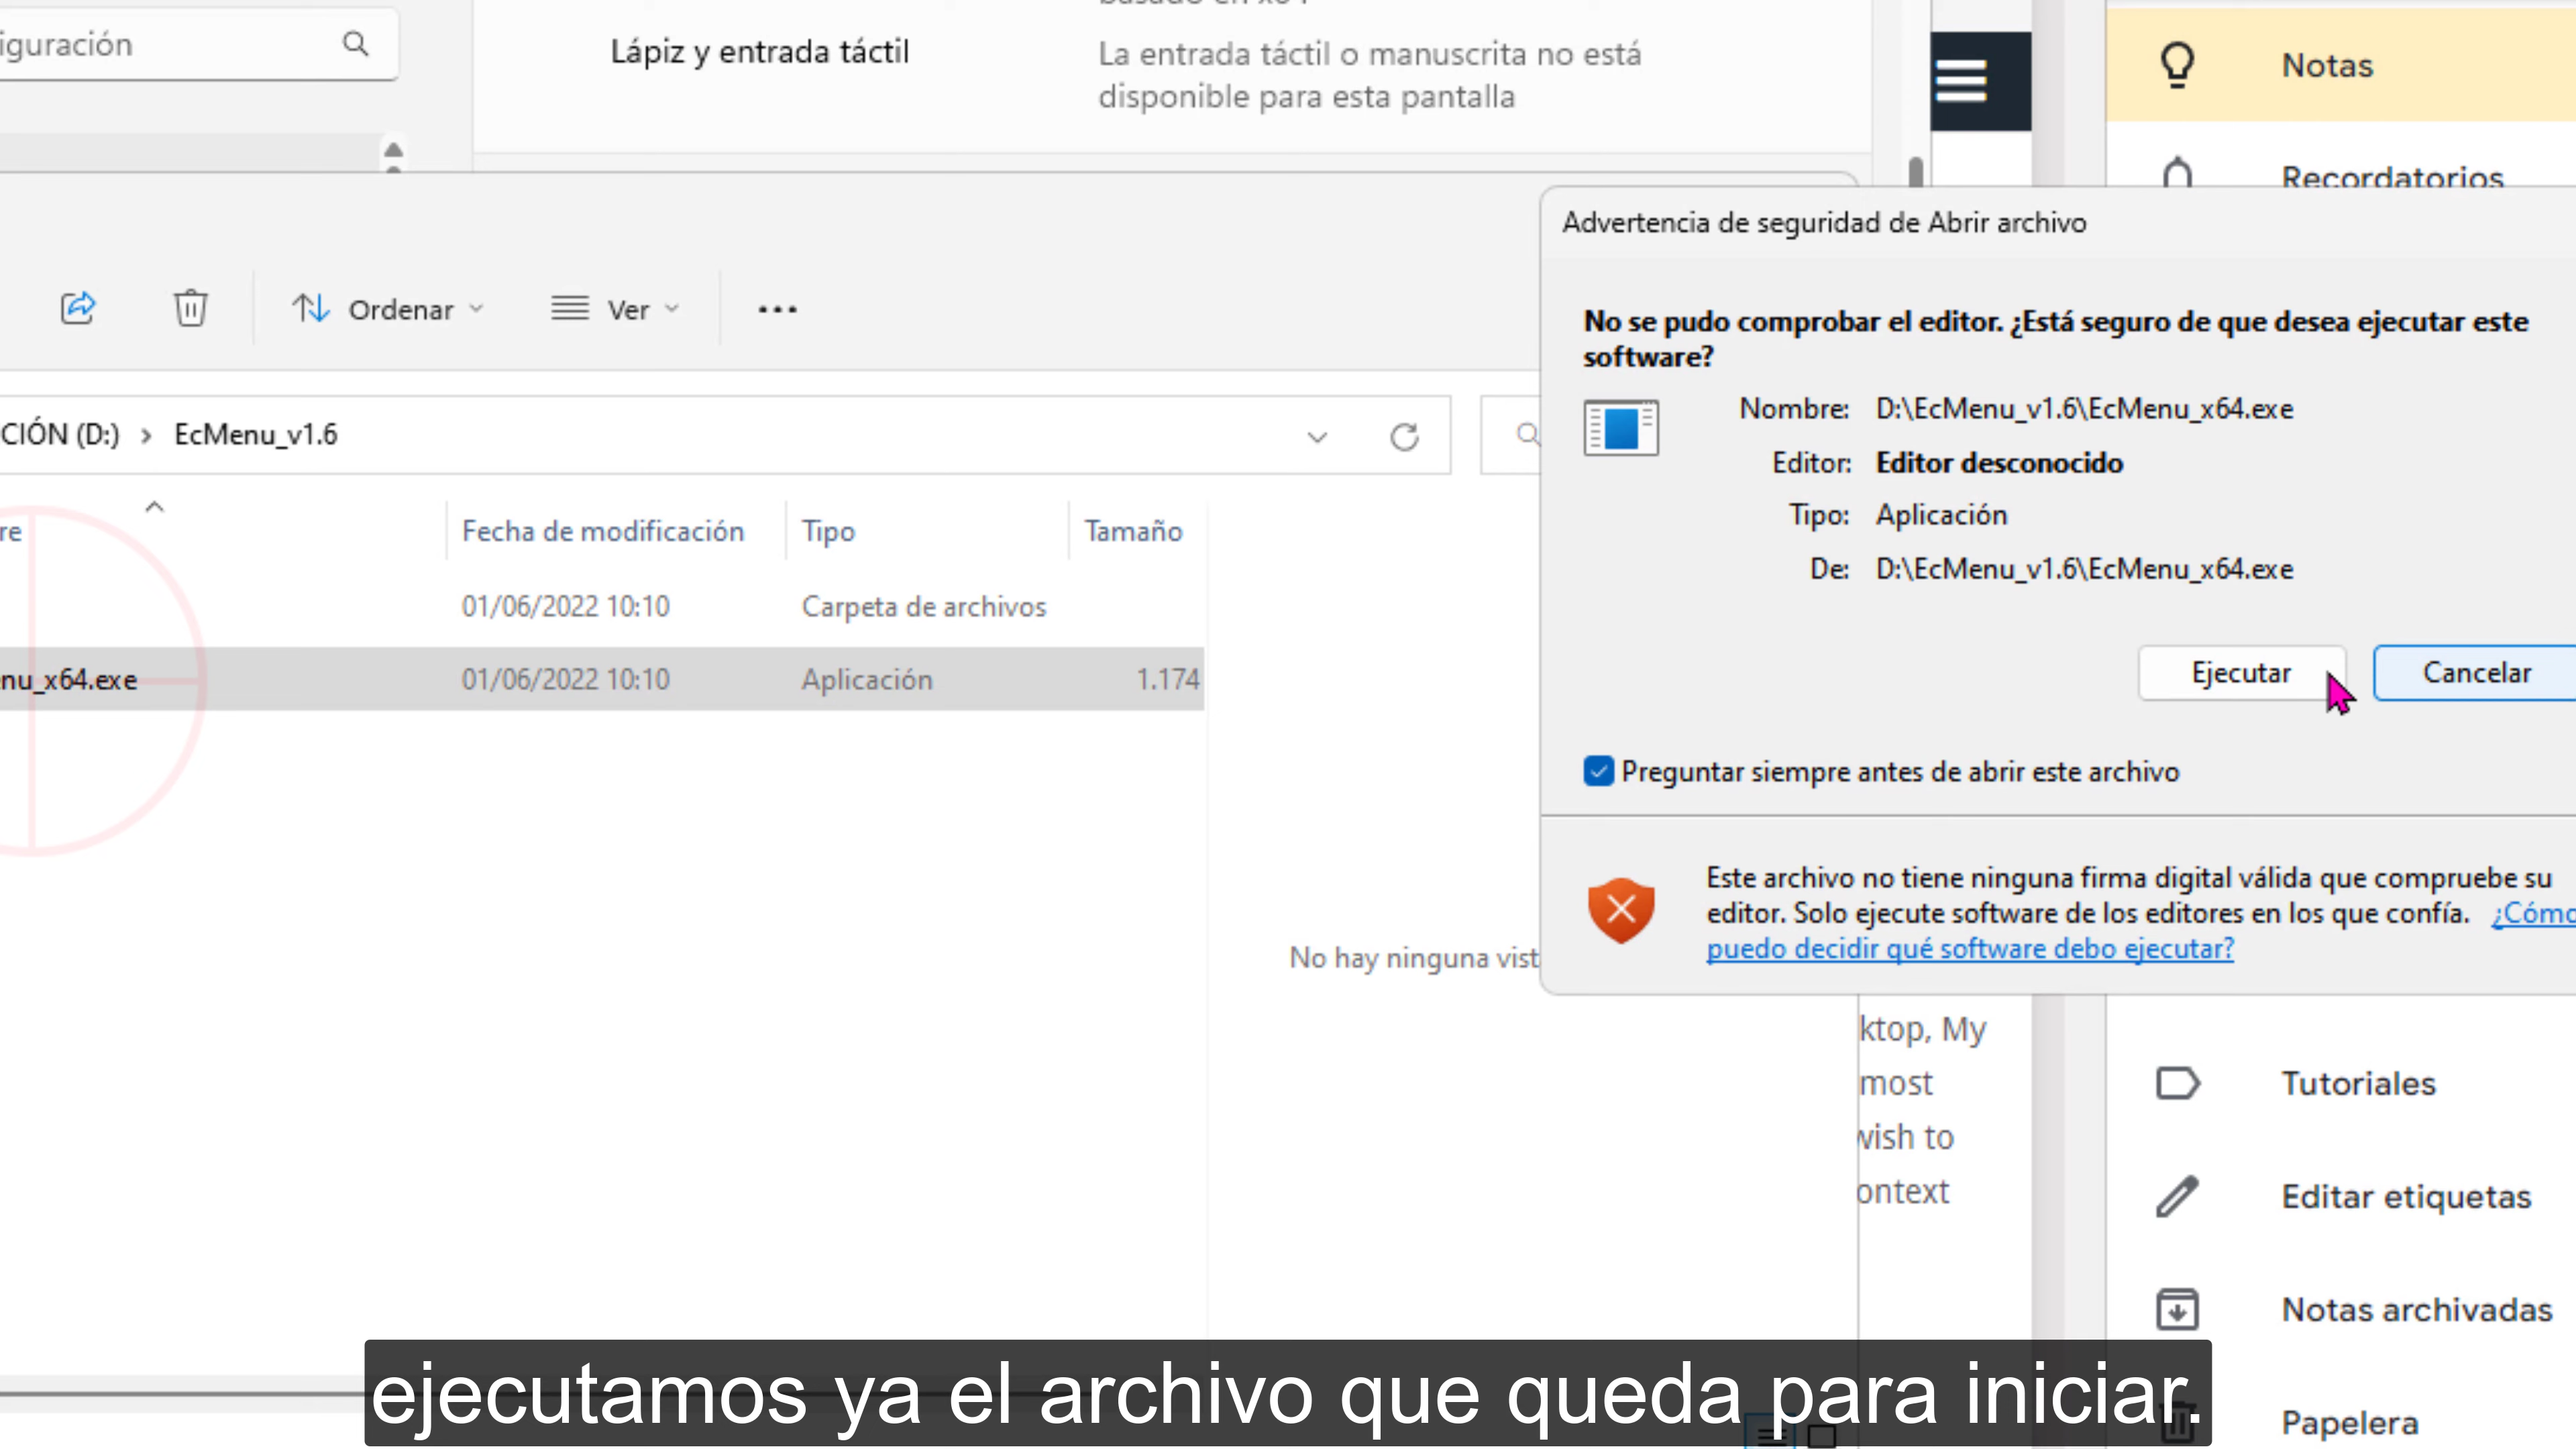 iguración
Lápiz y entrada táctil
La entrada táctil o manuscrita no está
disponible para esta pantalla
Notas
Recordatorios
Ordenar
Ver
CIÓN (D:) > EcMenu_v1.6
re
Fecha de modificación
Tipo
Tamaño
01/06/2022 10:10
Carpeta de archivos
nu_x64.exe
01/06/2022 10:10
Aplicación
1.174
No hay ninguna vist
Advertencia de seguridad de Abrir archivo
No se pudo comprobar el editor. ¿Está seguro de que desea ejecutar este
software?
Nombre: D:\EcMenu_v1.6\EcMenu_x64.exe
Editor: Editor desconocido
Tipo: Aplicación
De: D:\EcMenu_v1.6\EcMenu_x64.exe
Ejecutar
Cancelar
Preguntar siempre antes de abrir este archivo
Este archivo no tiene ninguna firma digital válida que compruebe su
editor. Solo ejecute software de los editores en los que confía. ¿Cómo
puedo decidir qué software debo ejecutar?
ktop, My
most
wish to
ontext
Tutoriales
Editar etiquetas
Notas archivadas
Papelera
ejecutamos ya el archivo que queda para iniciar.